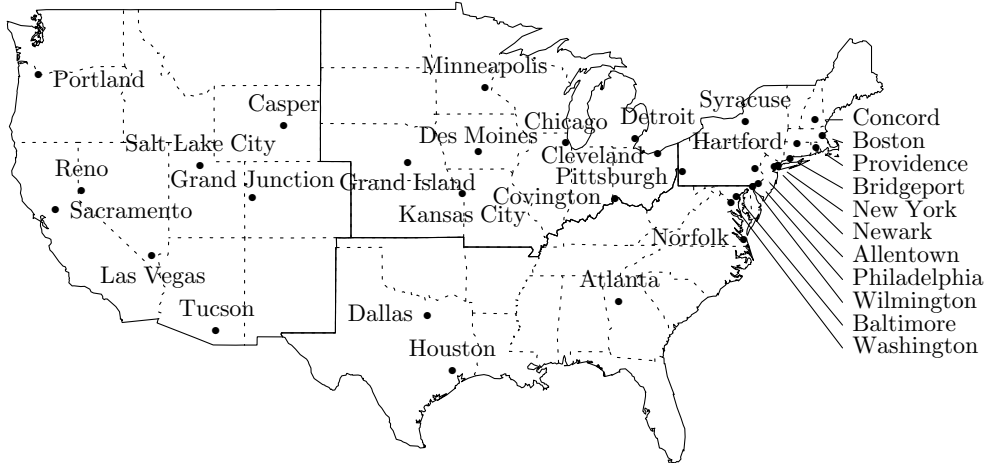 Minneapolis
Portland
Casper
Syracuse
Chicago
Detroit
Concord
Des Moines
Salt Lake City
Hartford
Boston
Cleveland
Providence
Reno
Grand Junction
Grand Island
Pittsburgh
Bridgeport
Covington
Sacramento
Kansas City
New York
Norfolk
Newark
Allentown
Las Vegas
Atlanta
Philadelphia
Tucson
Dallas
Wilmington
Baltimore
Houston
Washington